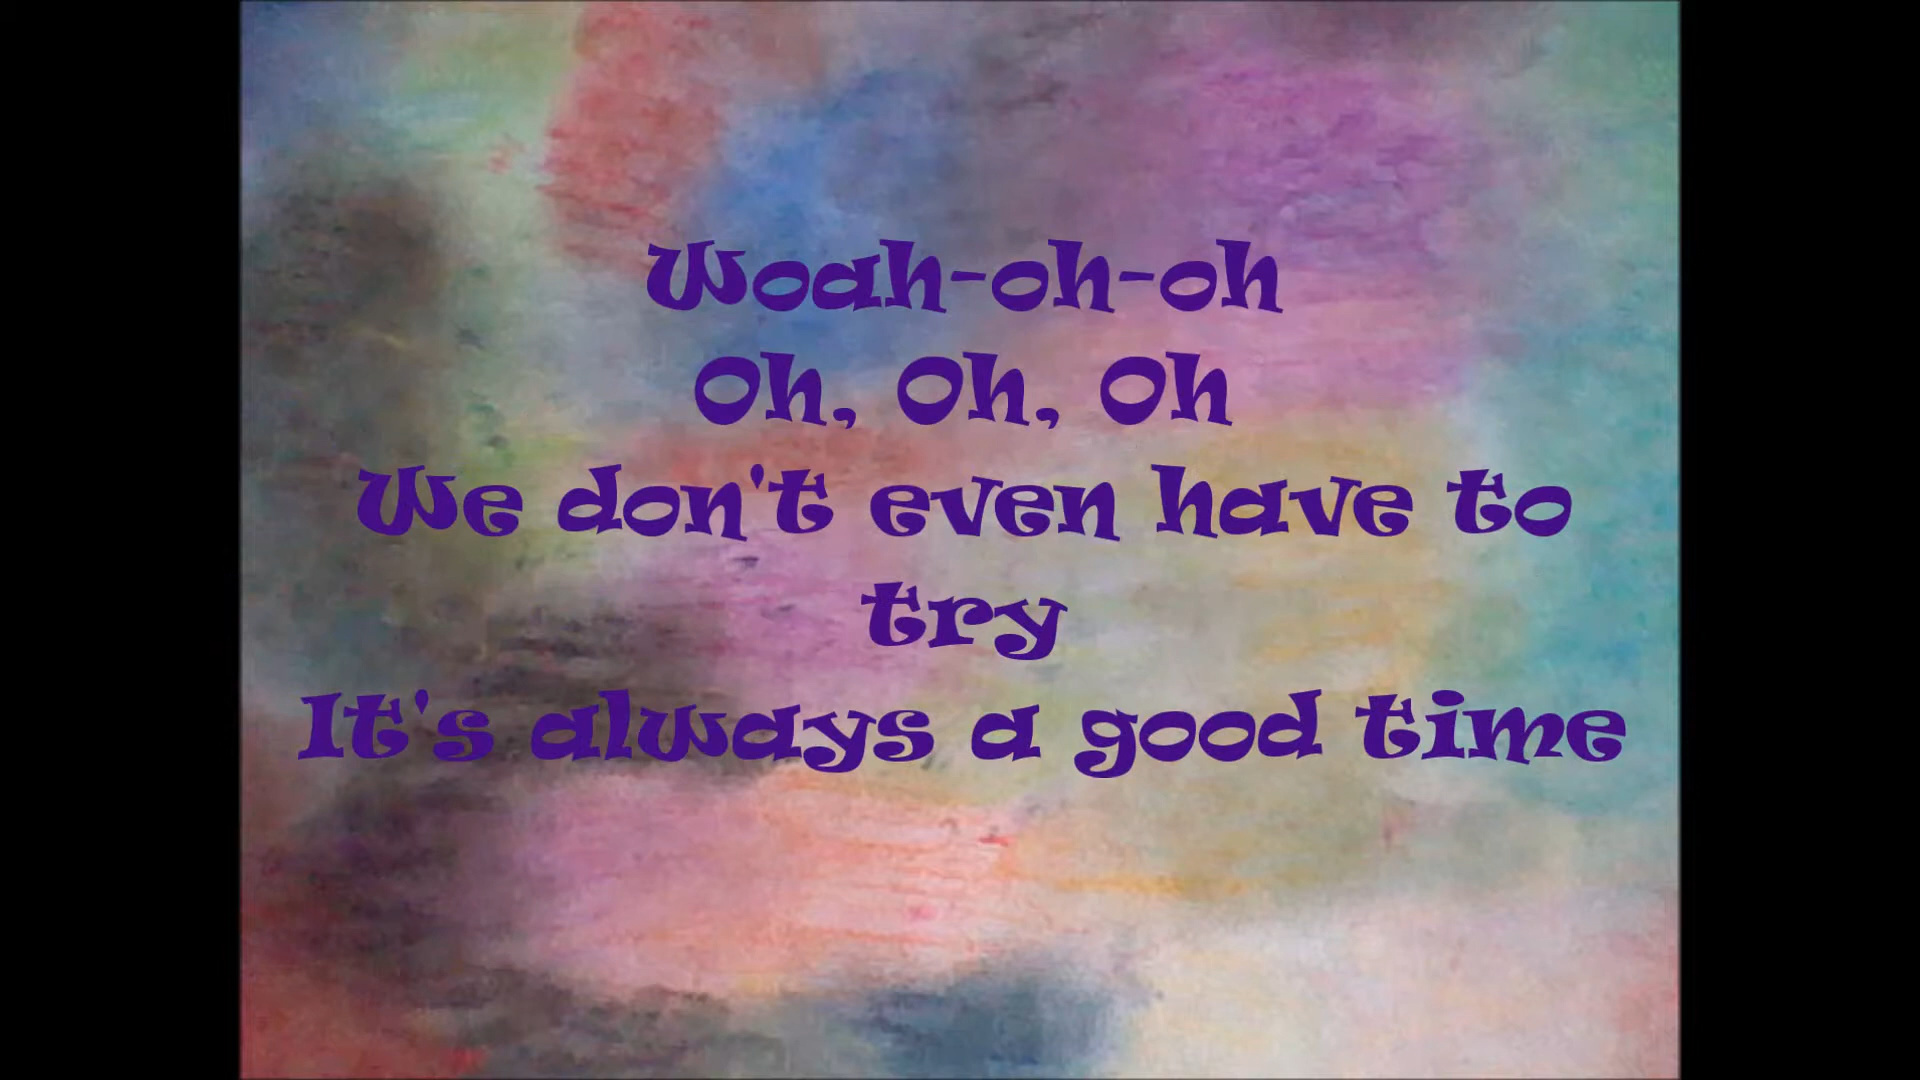 Woah-oh-oh
Oh, Oh, Oh
We don't even have to
try
It's always a good time